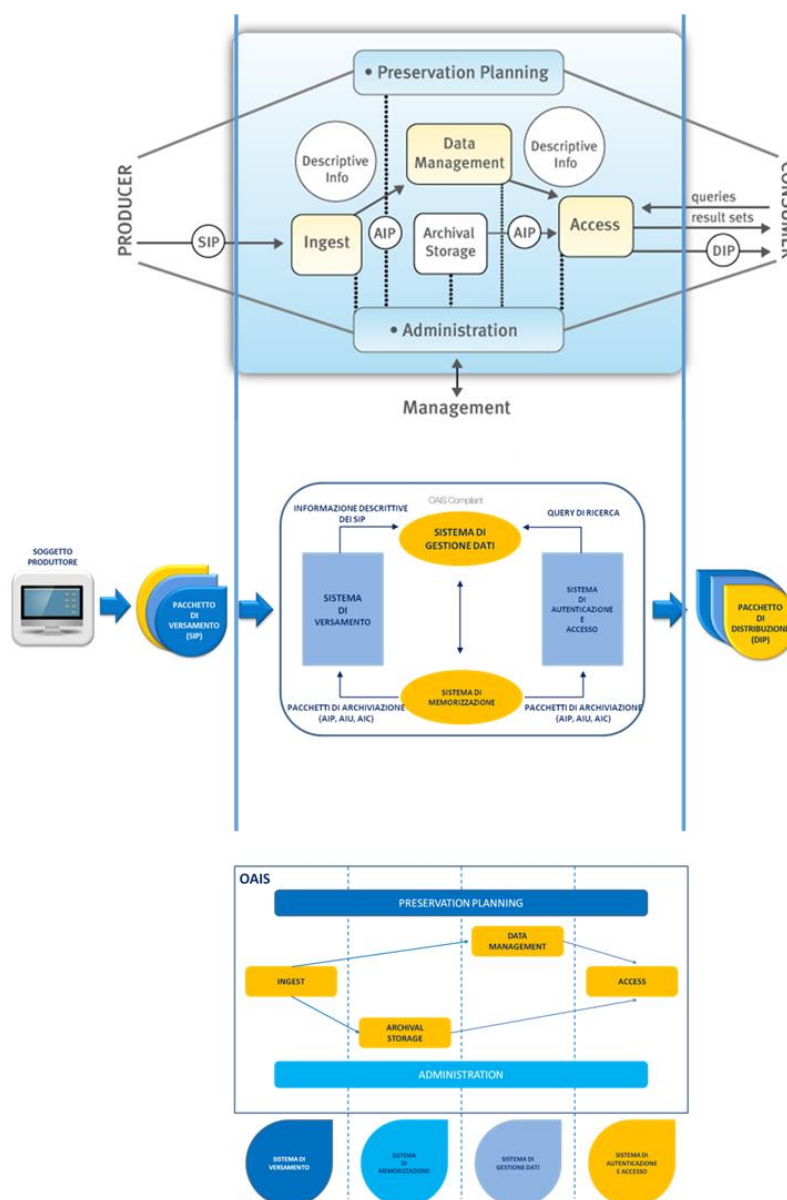 • Preservation Planning
Descriptive
Info
Data
Management
Descriptive
Info
PRODUCER
CONSUMER
queries
result sets
SIP
Ingest
AIP
Archival
Storage
AIP
Access
DIP
• Administration
Management
OAIS Compliant
INFORMAZIONE DESCRITTIVE
DEI SIP
QUERY DI RICERCA
SISTEMA DI
GESTIONE DATI
SOGGETTO
PRODUTTORE
PACCHETTO
DI
VERSAMENTO
(SIP)
SISTEMA
DI
VERSAMENTO
SISTEMA
DI
AUTENTICAZIONE
E
ACCESSO
PACCHETTO
DI
DISTRIBUZIONE
(DIP)
SISTEMA DI
MEMORIZZAZIONE
PACCHETTI DI ARCHIVIAZIONE
(AIP, AIU, AIC)
PACCHETTI DI ARCHIVIAZIONE
(AIP, AIU, AIC)
OAIS
PRESERVATION PLANNING
DATA
MANAGEMENT
INGEST
ACCESS
ARCHIVAL
STORAGE
ADMINISTRATION
SISTEMA DI
VERSAMENTO
SISTEMA
DI
MEMORIZZAZIONE
SISTEMA DI
GESTIONE DATI
SISTEMA DI
AUTENTICAZIONE
E ACCESSO